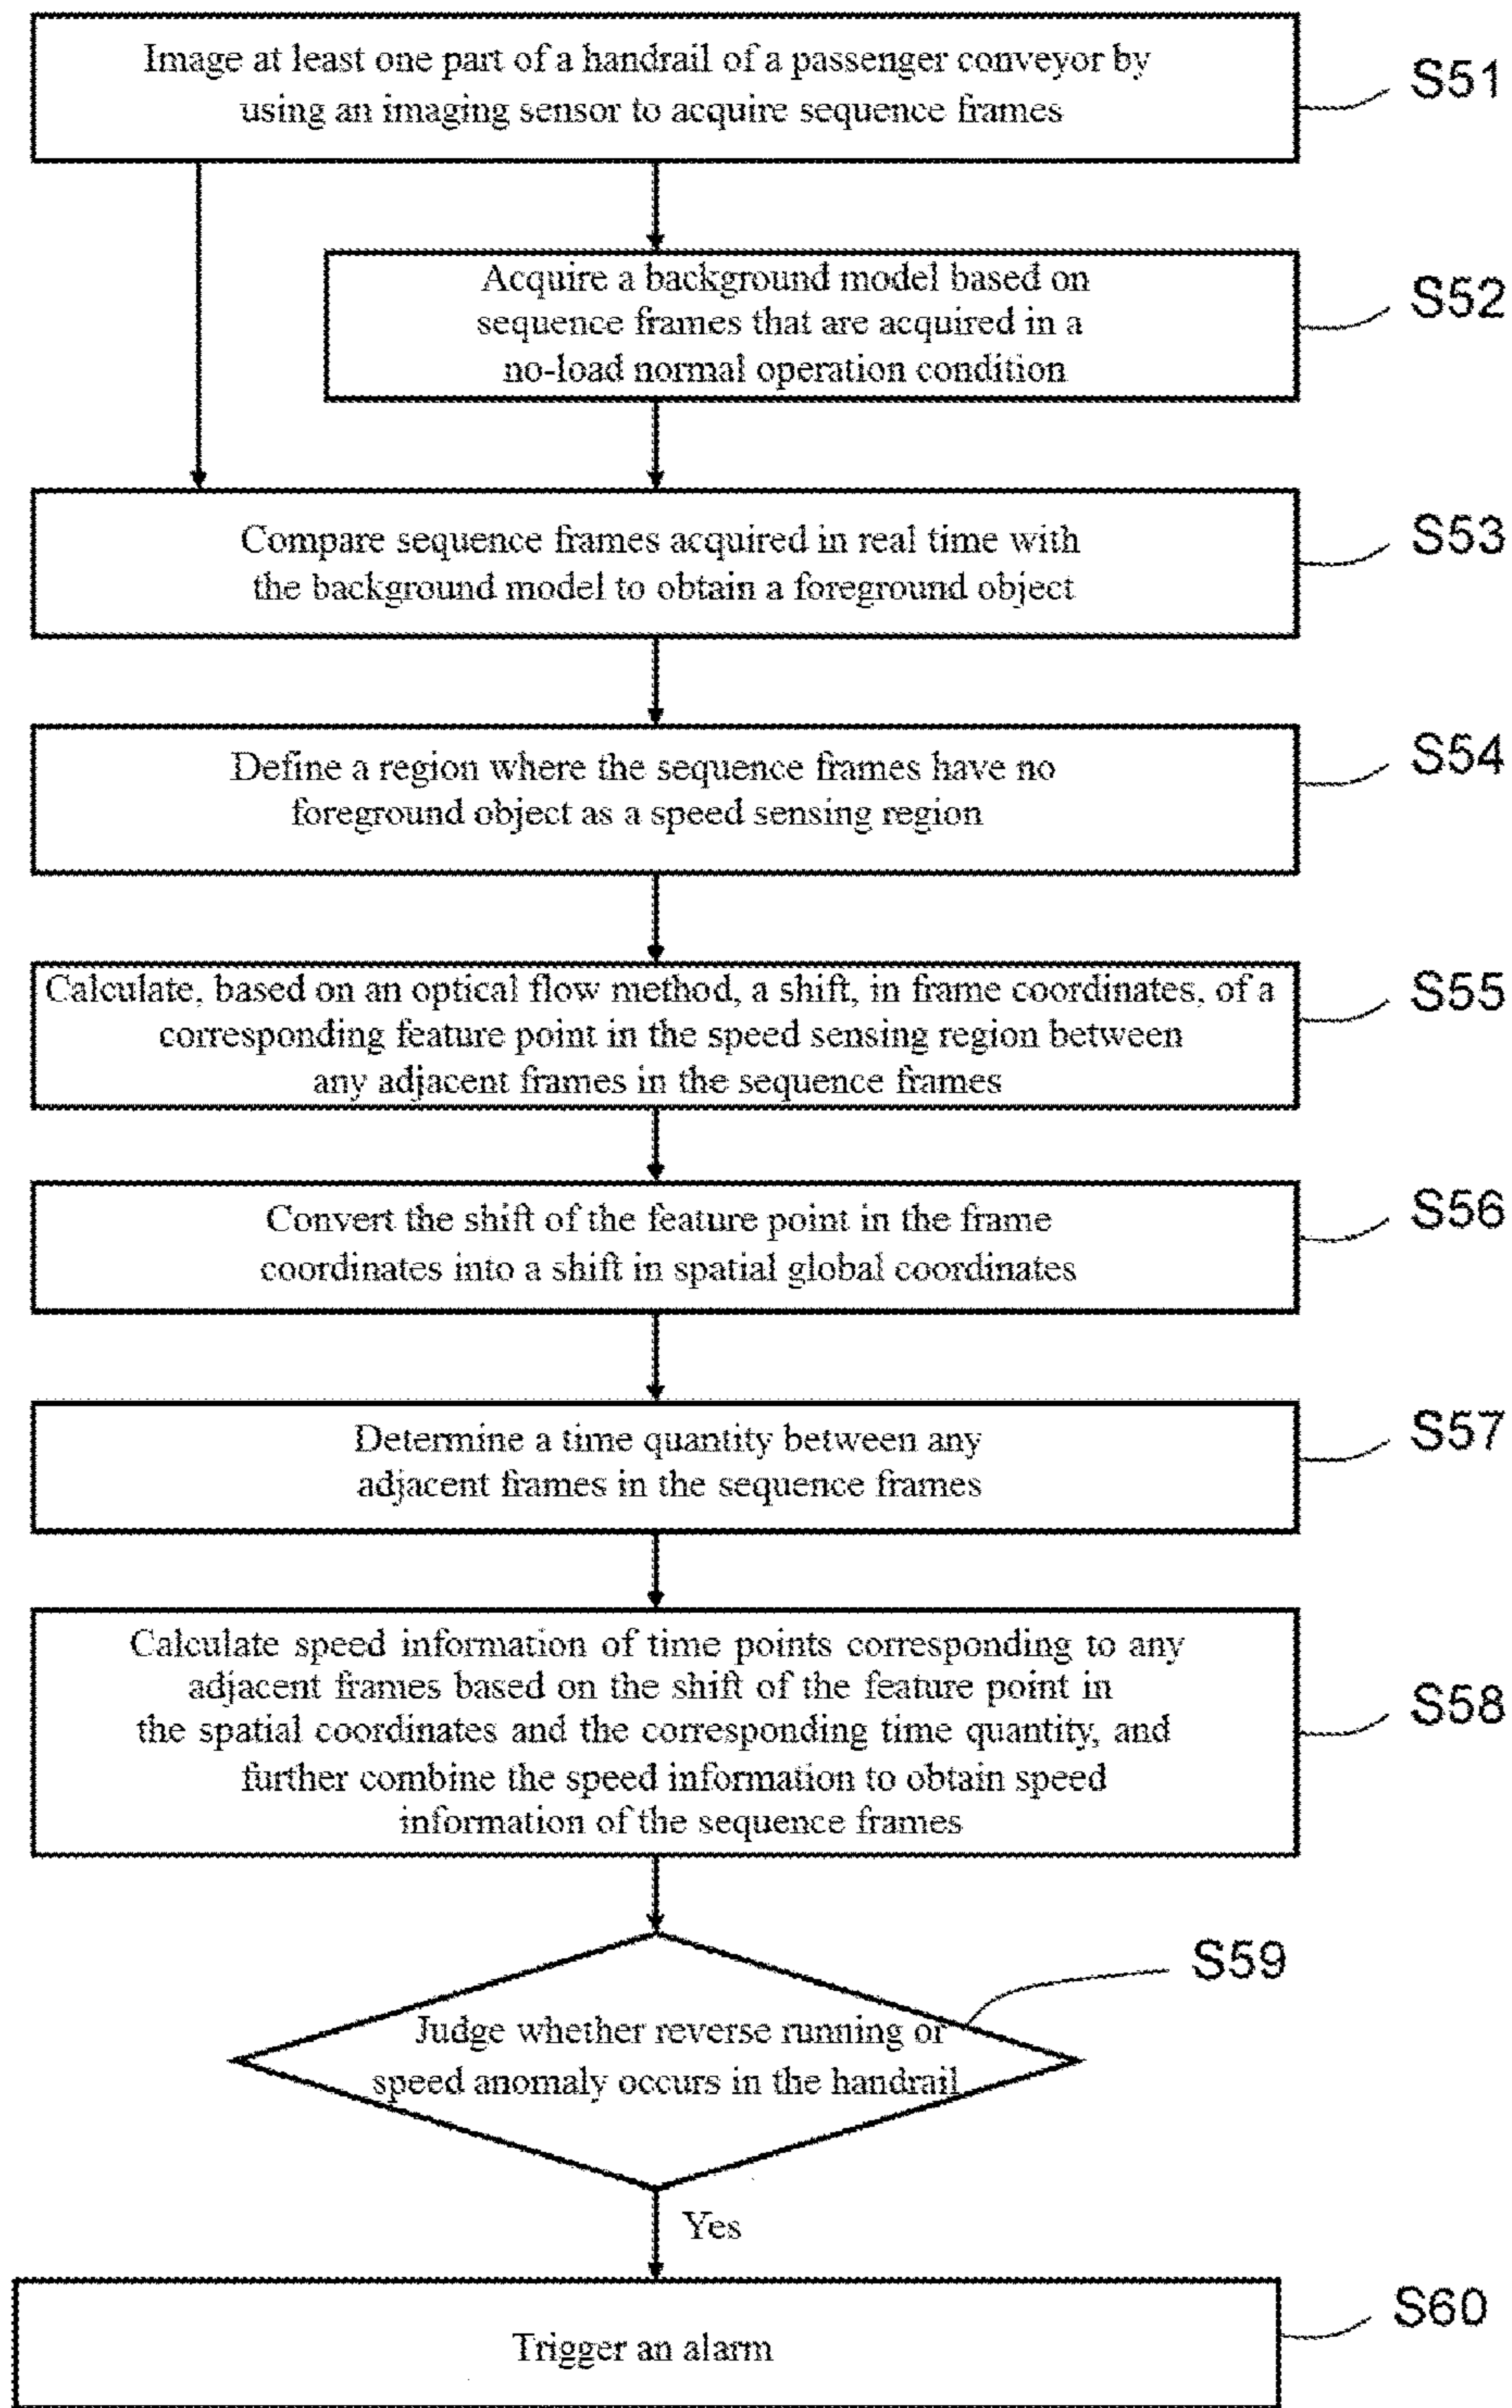 Image at least one part of a handrail of a passenger conveyor by
using an imaging sensor to acquire sequence frames
S51
Acquire a background model based on
sequence frames that are acquired in a
no-load normal operation condition
S52
Compare sequence frames acquired in real time with
the background model to obtain a foreground object
S53
Define a region where the sequence frames have no
foreground object as a speed sensing region
S54
Calculate, based on an optical flow method, a shift, in frame coordinates, of a
corresponding feature point in the speed sensing region between
any adjacent frames in the sequence frames
S55
Convert the shift of the feature point in the frame
coordinates into a shift in spatial global coordinates
S56
Determine a time quantity between any
adjacent frames in the sequence frames
S57
Calculate speed information of time points corresponding to any
adjacent frames based on the shift of the feature point in
the spatial coordinates and the corresponding time quantity, and
further combine the speed information to obtain speed
information of the sequence frames
S58
Judge whether reverse running or
speed anomaly occurs in the handrail
S59
Yes
Trigger an alarm
S60